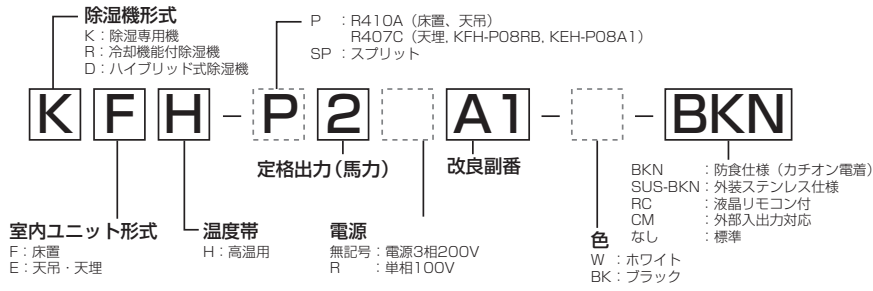 除湿機形式
K：除湿専用機
R：冷却機能付除湿機
D：ハイブリッド式除湿機
P ：R410A（床置、天吊）
R407C（天埋, KFH-P08RB, KEH-P08A1）
SP ：スプリット
K F H － P 2 A1 － － BKN
定格出力（馬力）
改良副番
室内ユニット形式
F：床置
E：天吊・天埋
温度帯
H：高温用
電源
無記号：電源3相200V
R ：単相100V
色
W ：ホワイト
BK：ブラック
BKN ：防食仕様（カチオン電着）
SUS-BKN：外装ステンレス仕様
RC ：液晶リモコン付
CM ：外部入出力対応
なし ：標準